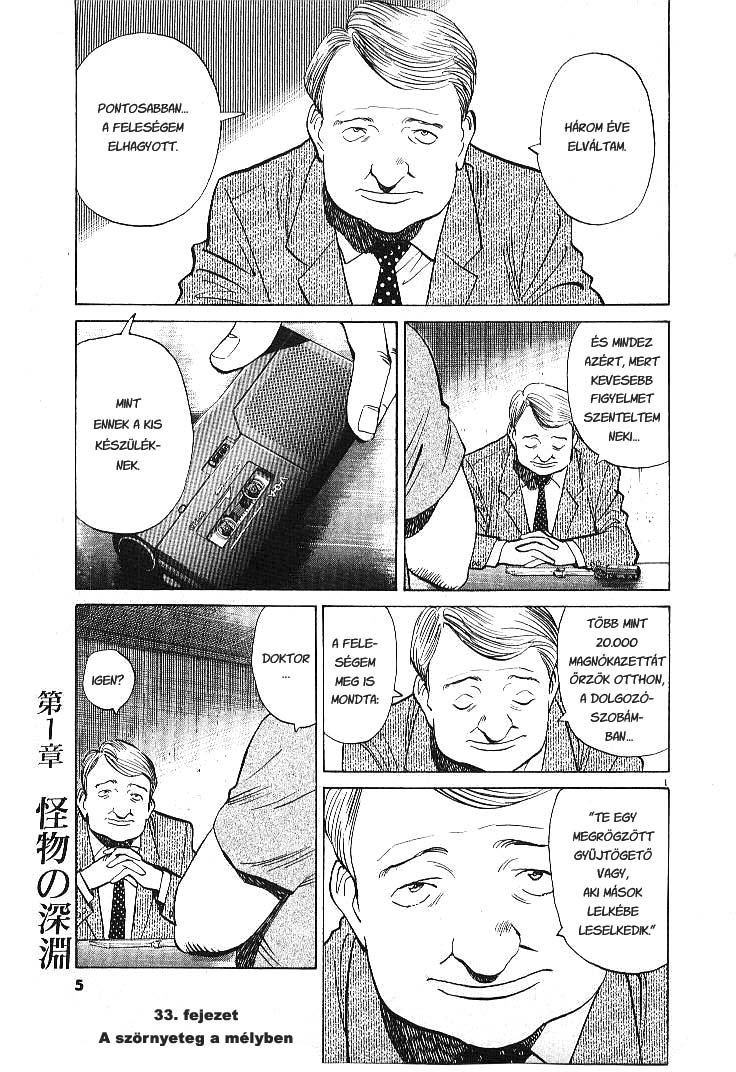 HÁROM ÉVE
ELVÁLTAM.
PONTOSABBAN...
A FELESÉGEM
ELHAGYOTT.
ÉS MINDEZ
AZÉRT, MERT
KEVESEBB
FIGYELMET
SZENTELTEM
NEKI...
MINT
ENNEK A KIS
KÉSZÜLÉK-
NEK.
TÖBB MINT
20.000
MAGNÓKAZETTÁT
ŐRZÖK OTTHON,
A DOLGOZÓ-
SZOBÁM-
BAN...
A FELE-
SÉGEM
MEG IS
MONDTA:
"TE EGY
MEGRÖGZÖTT
GYŰJTÖGETŐ
VAGY,
AKI MÁSOK
LELKÉBE
LESELKEDIK."
DOKTOR
...
IGEN?
第1章 怪物の深淵
5
33. fejezet
A szörnyeteg a mélyben